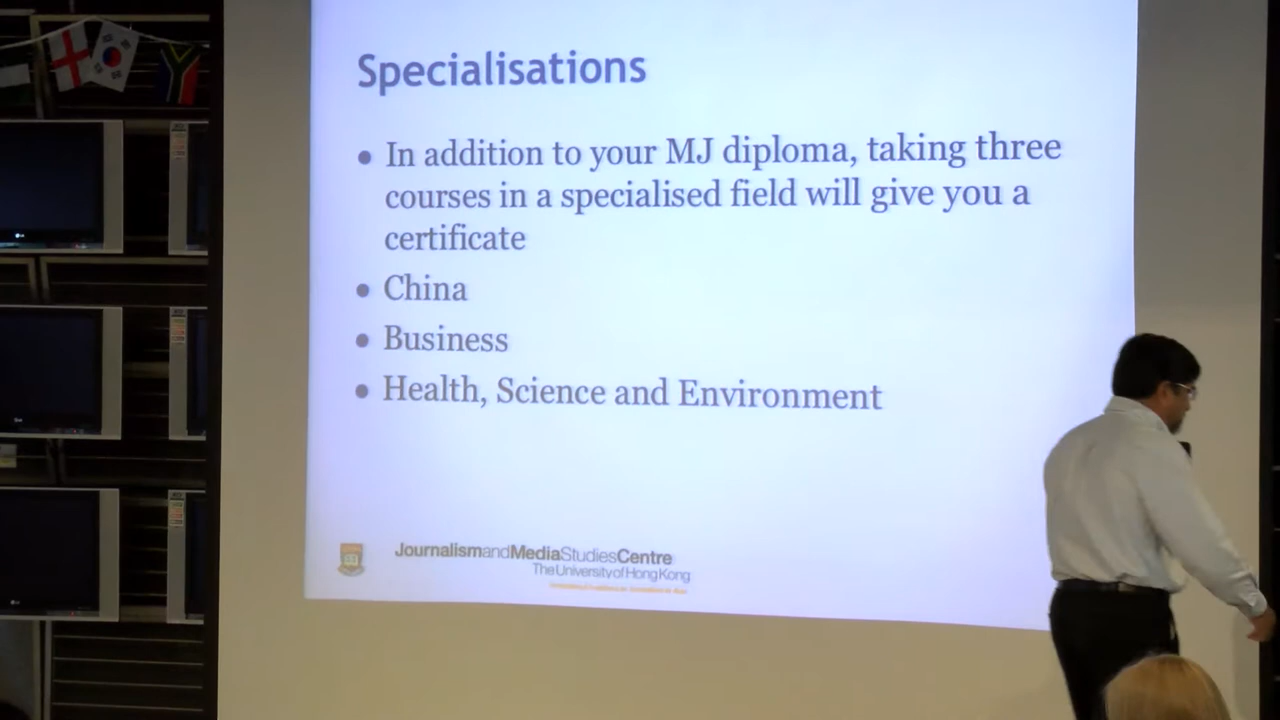 Specialisations
• In addition to your MJ diploma, taking three
courses in a specialised field will give you a
certificate
• China
• Business
• Health, Science and Environment
JournalismandMediaStudiesCentre
The University of Hong Kong